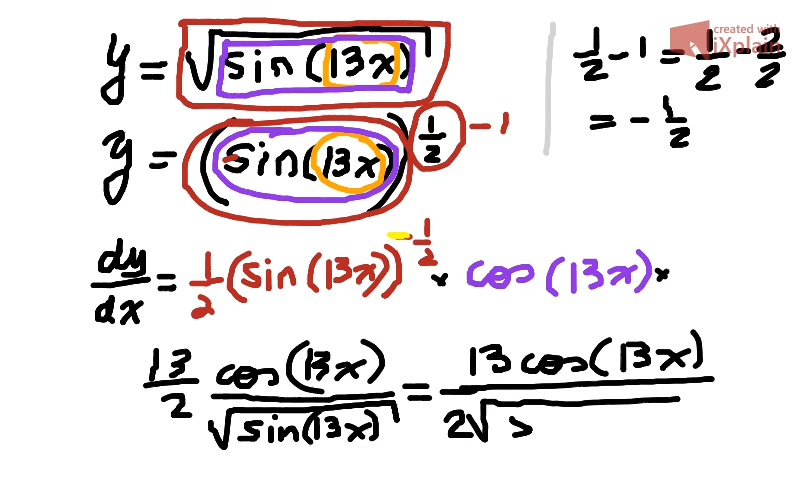 y = √sin(13x)
y = (sin(13x))^1/2 - 1
1/2 - 1 = 1/2 - 2/2
= - 1/2
created with
iXplain
dy/dx = 1/2 (sin(13x))^-1/2 · cos(13x) ·
13/2 cos(13x)/√sin(13x) = 13cos(13x)/2√s